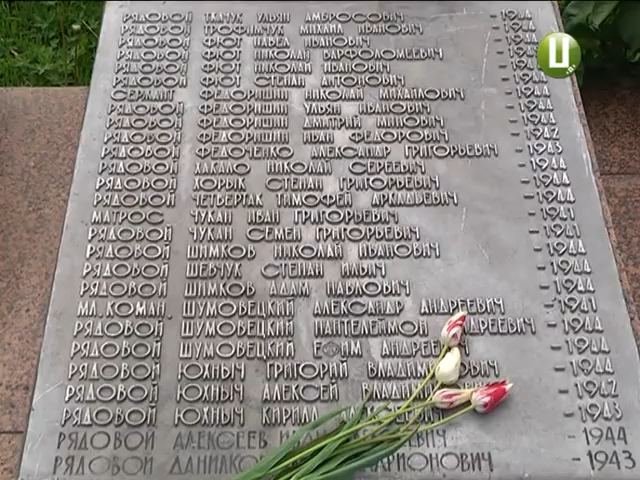 РЯДОВОЙ ТКАЧУК УЛЬЯН АМБРОСОВИЧ - 1944
РЯДОВОЙ ТРОФИМЧУК МИХАИЛ ИВАНОВИЧ - 1944
РЯДОВОЙ ФЮТ ПАВЕЛ ИВАНОВИЧ - 1944
РЯДОВОЙ ФЮТ НИКОЛАЙ ВАРФОЛОМЕЕВИЧ - 1944
РЯДОВОЙ ФЮТ НИКОЛАЙ ИВАНОВИЧ - 1944
РЯДОВОЙ ФЮТ СТЕПАН АНТОНОВИЧ
СЕРЖАНТ ФЕДОРИШИН НИКОЛАЙ МИХАЙЛОВИЧ - 1944
РЯДОВОЙ ФЕДОРИШИН УЛЬЯН ИВАНОВИЧ - 1944
РЯДОВОЙ ФЕДОРИШИН ДМИТРИЙ МИНОВИЧ - 1944
РЯДОВОЙ ФЕДОРИШИН ИВАН ФЕДОРОВИЧ - 1942
РЯДОВОЙ ФЕДОЧЕНКО АЛЕКСАНДР ГРИГОРЬЕВИЧ - 1943
РЯДОВОЙ ХАКАЛО НИКОЛАЙ СЕРГЕЕВИЧ - 1944
РЯДОВОЙ ХОРЫК СТЕПАН ГРИГОРЬЕВИЧ - 1944
РЯДОВОЙ ЧЕТВЕРТАК ТИМОФЕЙ АРКАДЬЕВИЧ - 1944
МАТРОС ЧУКАН ИВАН ГРИГОРЬЕВИЧ - 1941
РЯДОВОЙ ЧУКАН СЕМЕН ГРИГОРЬЕВИЧ - 1941
РЯДОВОЙ ШИМКОВ НИКОЛАЙ ИВАНОВИЧ - 1944
РЯДОВОЙ ШЕВЧУК СТЕПАН ИЛЬИЧ - 1944
РЯДОВОЙ ШИМКОВ АДАМ ПАВЛОВИЧ - 1944
МЛ. КОМАН. ШУМОВЕЦКИЙ АЛЕКСАНДР АНДРЕЕВИЧ - 1941
РЯДОВОЙ ШУМОВЕЦКИЙ ПАНТЕЛЕЙМОН ДРЕЕВИЧ - 1944
РЯДОВОЙ ШУМОВЕЦКИЙ ЕФИМ АНДРЕЕВИЧ - 1944
РЯДОВОЙ ЮХНЫЧ ГРИГОРИЙ ВЛАДИМИРОВИЧ - 1944
РЯДОВОЙ ЮХНЫЧ АЛЕКСЕЙ ВЛАДИМИРОВИЧ - 1942
РЯДОВОЙ ЮХНЫЧ КИРИЛЛ - 1943
РЯДОВОЙ АЛЕКСЕЕВ - 1944
РЯДОВОЙ - 1943
Ц